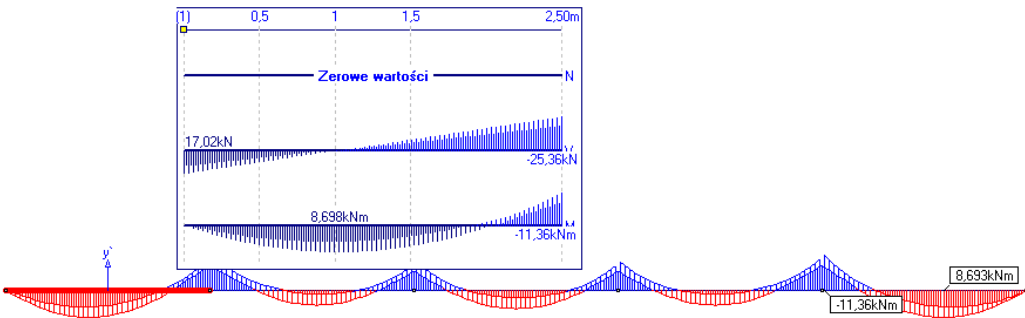 (1) 0,5 1 1,5 2,50m
Zerowe wartości N
17,02kN
V
-25,36kN
8,698kNm
M
-11,36kNm
y`
8,693kNm
-11,36kNm